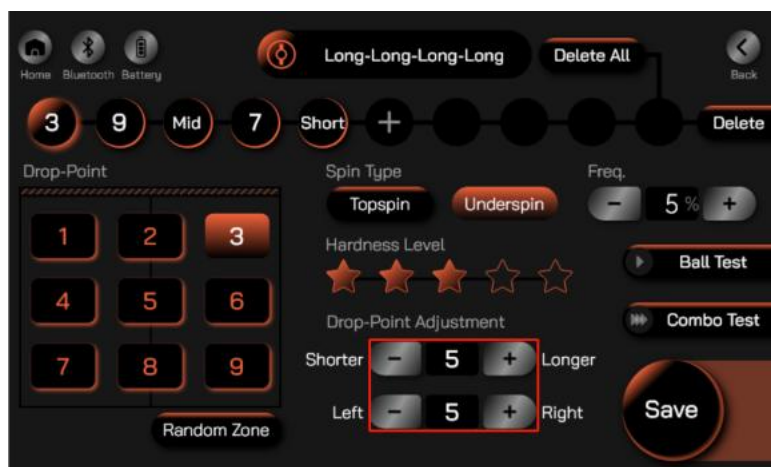 Long-Long-Long-Long
Delete All
Home
Bluetooth
Battery
Back
3
9
Mid
7
Short
+
Delete
Drop-Point
Spin Type
Freq.
Topspin
Underspin
- 5 % +
1 2 3
Hardness Level
Ball Test
4 5 6
Drop-Point Adjustment
Combo Test
7 8 9
Shorter - 5 + Longer
Left - 5 + Right
Save
Random Zone